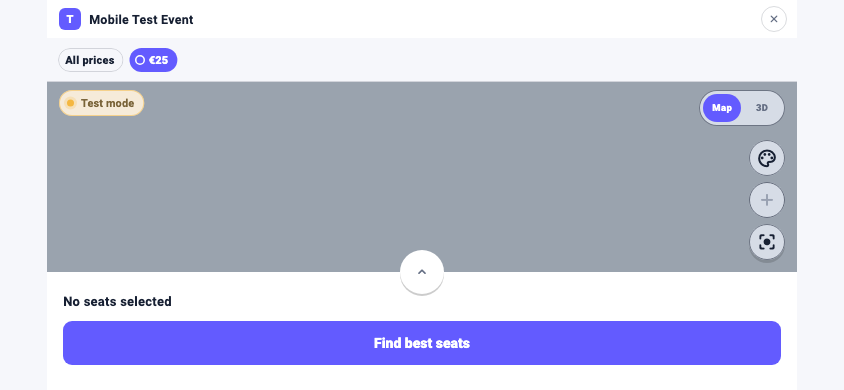 T Mobile Test Event
All prices €25
Test mode
Map 3D
No seats selected
Find best seats